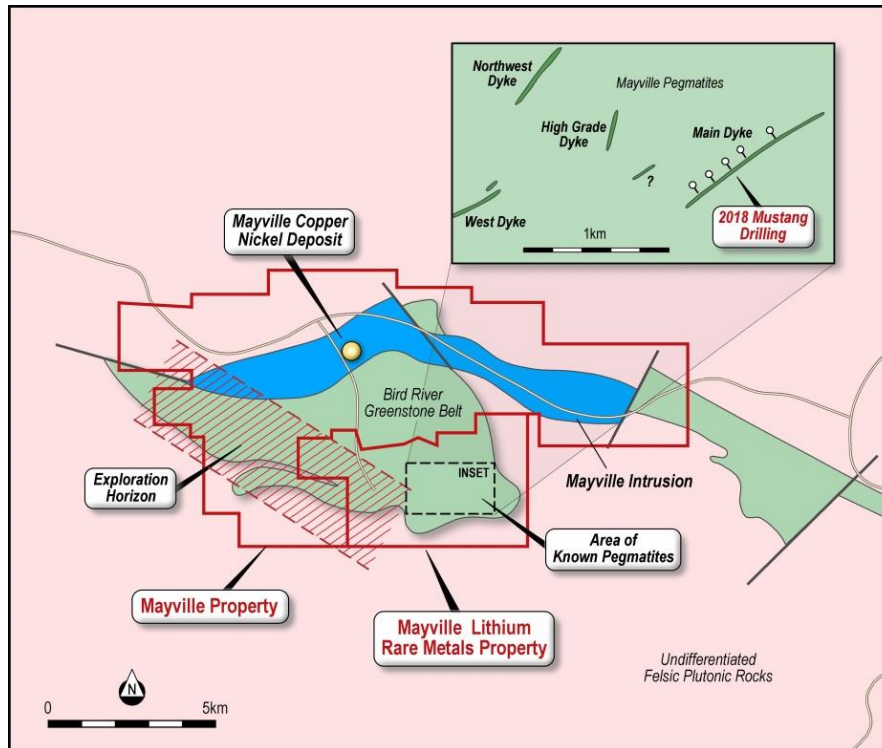 Northwest
Dyke
Mayville Pegmatites
High Grade
Dyke
Main Dyke
?
West Dyke
1km
2018 Mustang
Drilling
Mayville Copper
Nickel Deposit
Bird River
Greenstone Belt
INSET
Exploration
Horizon
Mayville Intrusion
Area of
Known Pegmatites
Mayville Property
Mayville Lithium
Rare Metals Property
Undifferentiated
Felsic Plutonic Rocks
N
0 5km